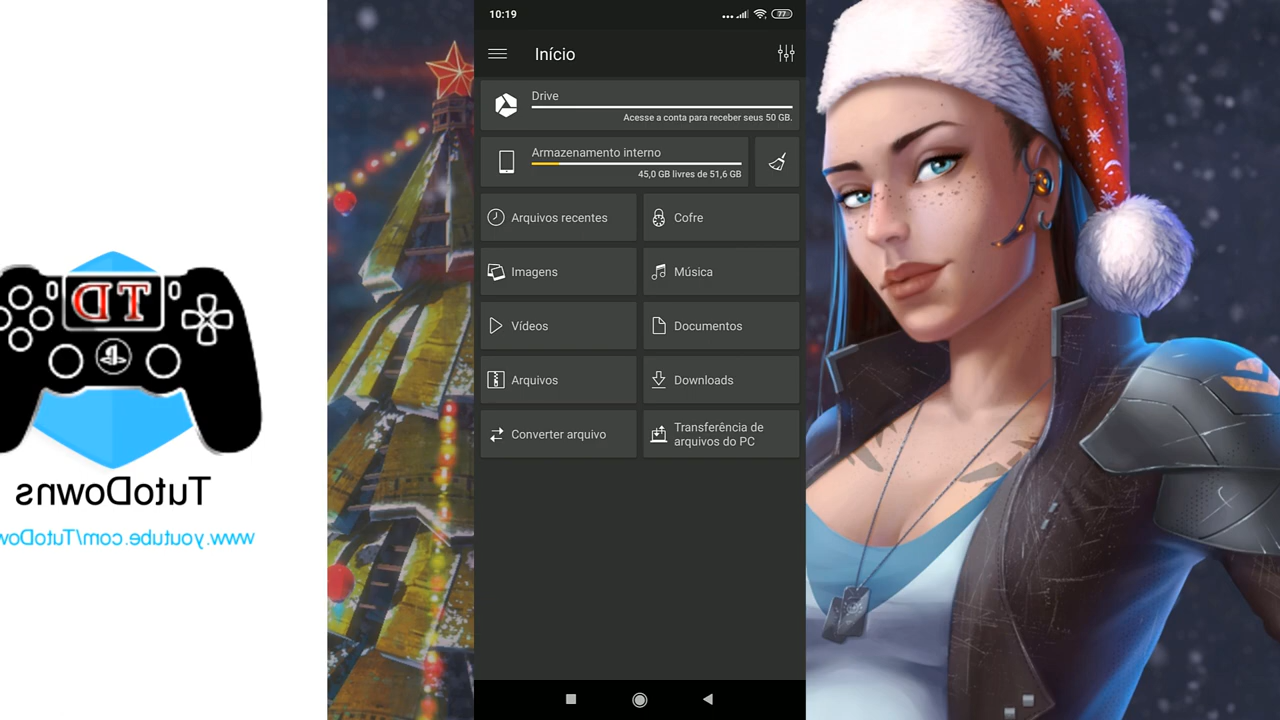 10:19
77
Início
Drive
Acesse a conta para receber seus 50 GB.
Armazenamento interno
45,0 GB livres de 51,6 GB
Arquivos recentes
Cofre
Imagens
Música
Vídeos
Documentos
Arquivos
Downloads
Converter arquivo
Transferência de
arquivos do PC
TD
TutoDowns
www.youtube.com/TutoDow